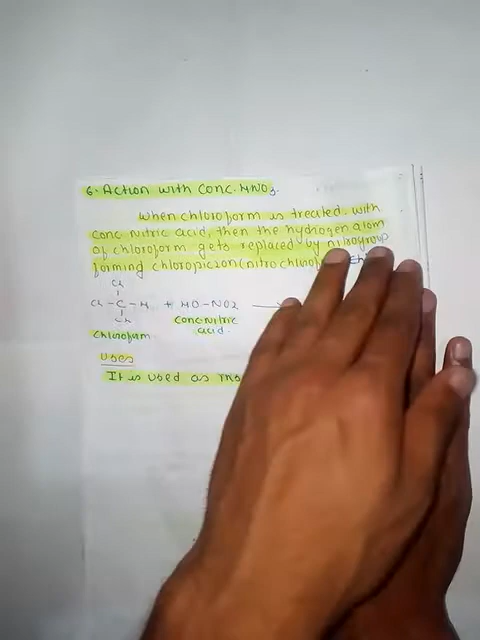 6. Action with Conc. HNO3.
When chloroform is treated with
conc nitric acid, then the hydrogen atom
of chloroform gets replaced by nitrogroup
forming chloropiczon (nitro chlorof
Cl
Cl - C - H + HO-NO2 →
Cl
Chloroform Conc. Nitric
acid.
Uses
It is used as